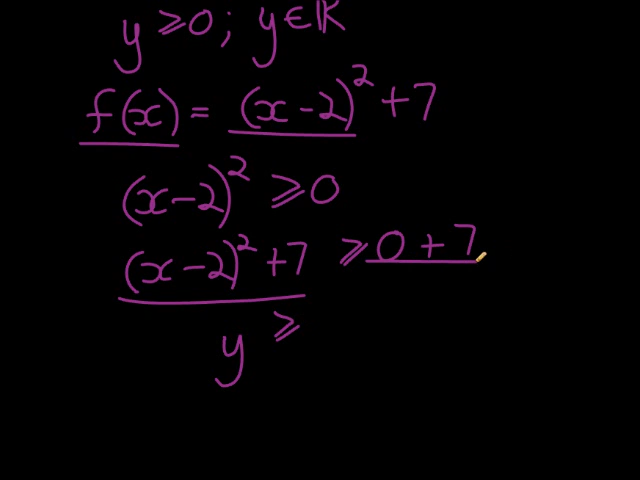 y ≥ 0 ; y ∈ ℝ
f(x) = (x - 2)² + 7
(x - 2)² ≥ 0
(x - 2)² + 7 ≥ 0 + 7
y ≥